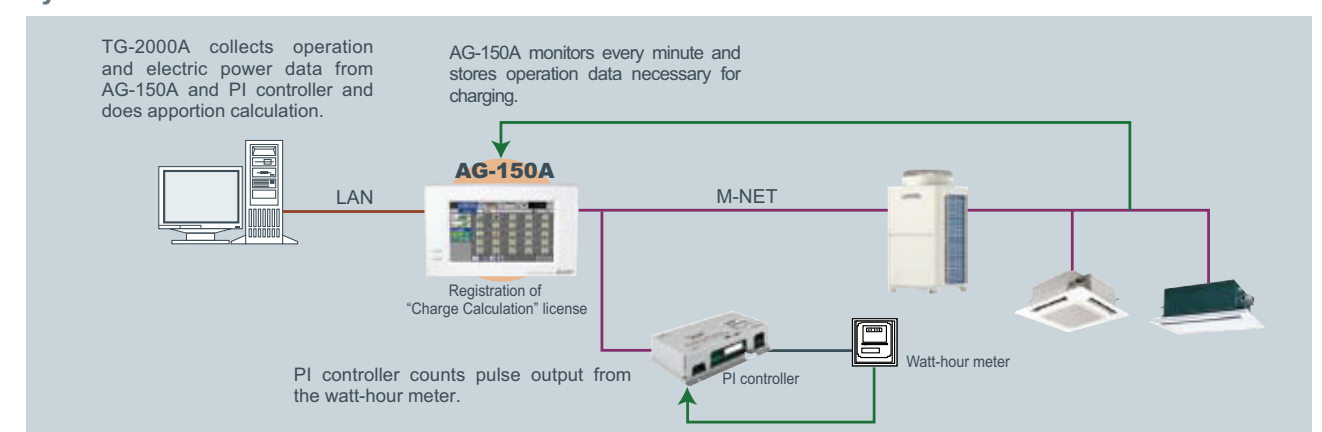 TG-2000A collects operation
and electric power data from
AG-150A and PI controller and
does apportion calculation.
AG-150A monitors every minute and
stores operation data necessary for
charging.
AG-150A
LAN
M-NET
Registration of
“Charge Calculation” license
Watt-hour meter
PI controller
PI controller counts pulse output from
the watt-hour meter.